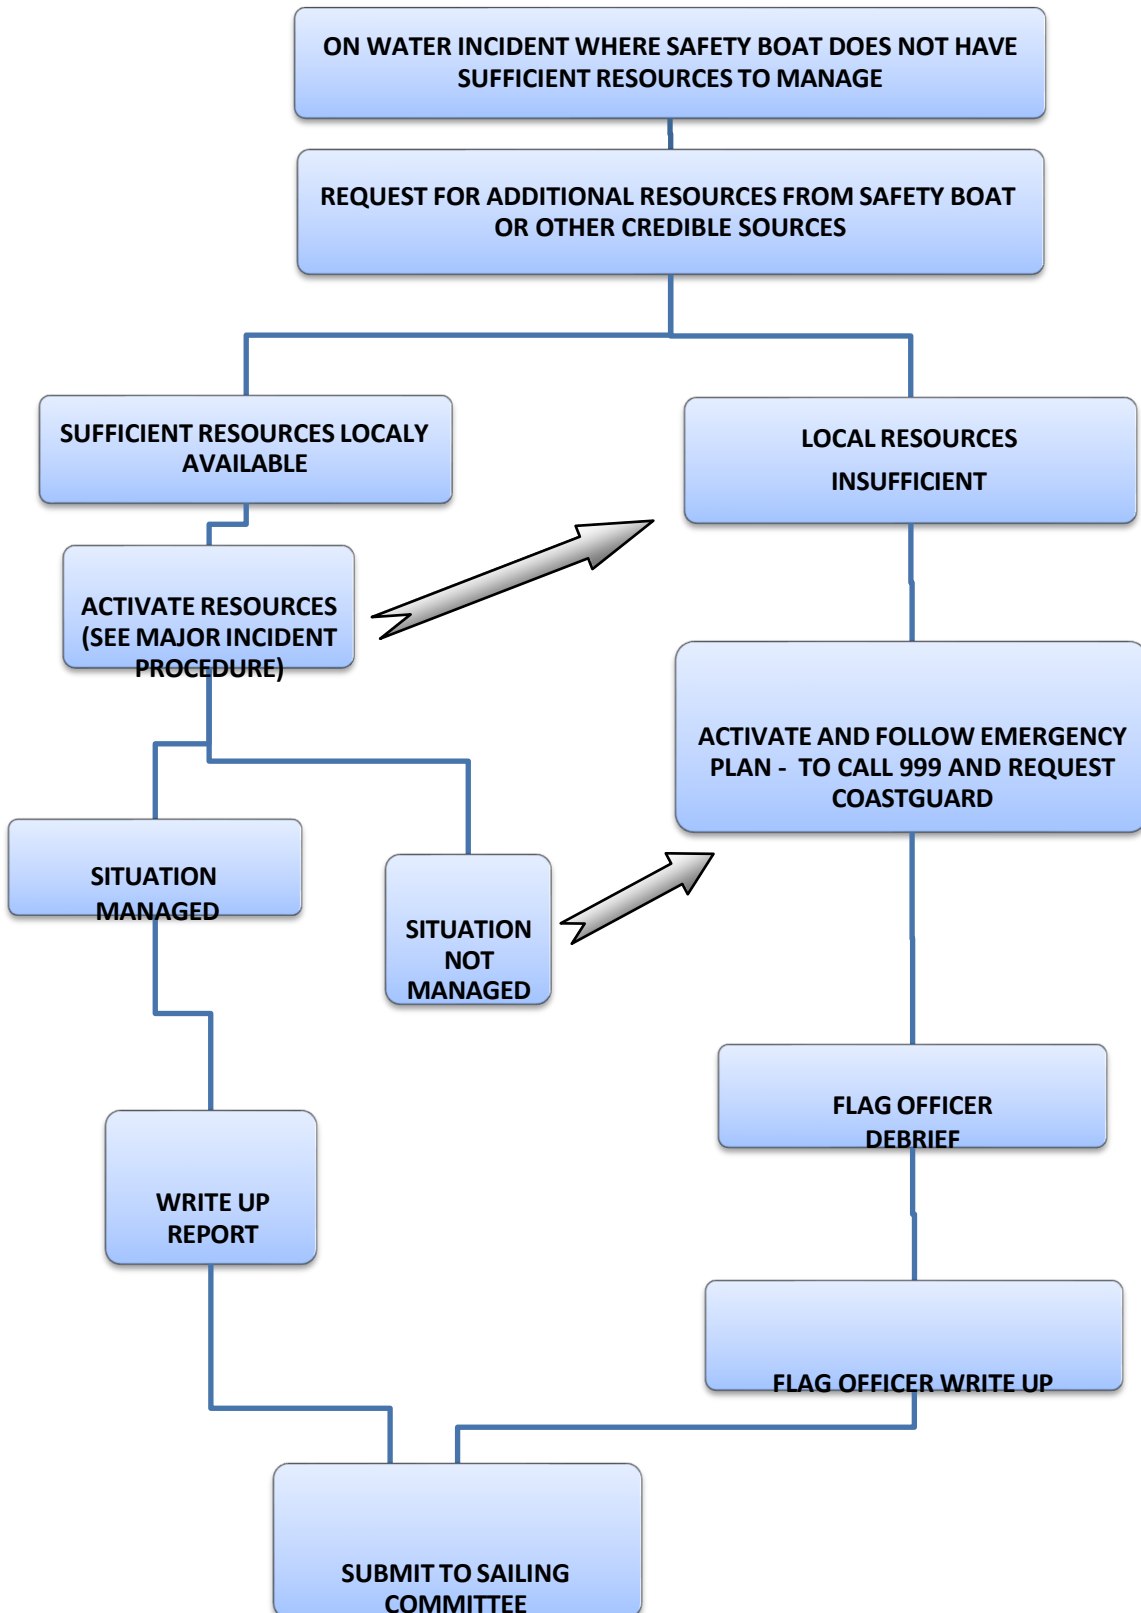 ON WATER INCIDENT WHERE SAFETY BOAT DOES NOT HAVE
SUFFICIENT RESOURCES TO MANAGE
REQUEST FOR ADDITIONAL RESOURCES FROM SAFETY BOAT
OR OTHER CREDIBLE SOURCES
SUFFICIENT RESOURCES LOCALY
AVAILABLE
LOCAL RESOURCES
INSUFFICIENT
ACTIVATE RESOURCES
(SEE MAJOR INCIDENT
PROCEDURE)
ACTIVATE AND FOLLOW EMERGENCY
PLAN - TO CALL 999 AND REQUEST
COASTGUARD
SITUATION
MANAGED
SITUATION
NOT
MANAGED
FLAG OFFICER
DEBRIEF
WRITE UP
REPORT
FLAG OFFICER WRITE UP
SUBMIT TO SAILING
COMMITTEE